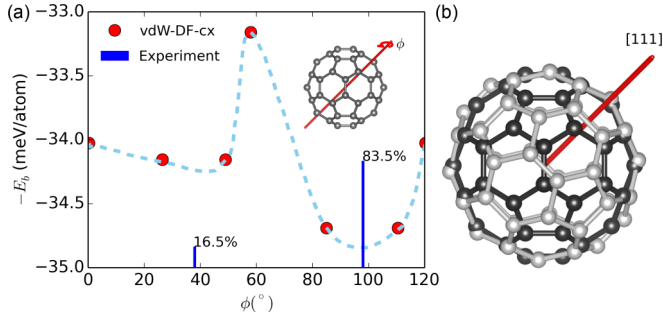 (a)
vdW-DF-cx
Experiment
ϕ
−33.0
−33.5
−34.0
−34.5
−35.0
−E_b (meV/atom)
83.5%
16.5%
0 20 40 60 80 100 120
ϕ(°)
(b)
[111]